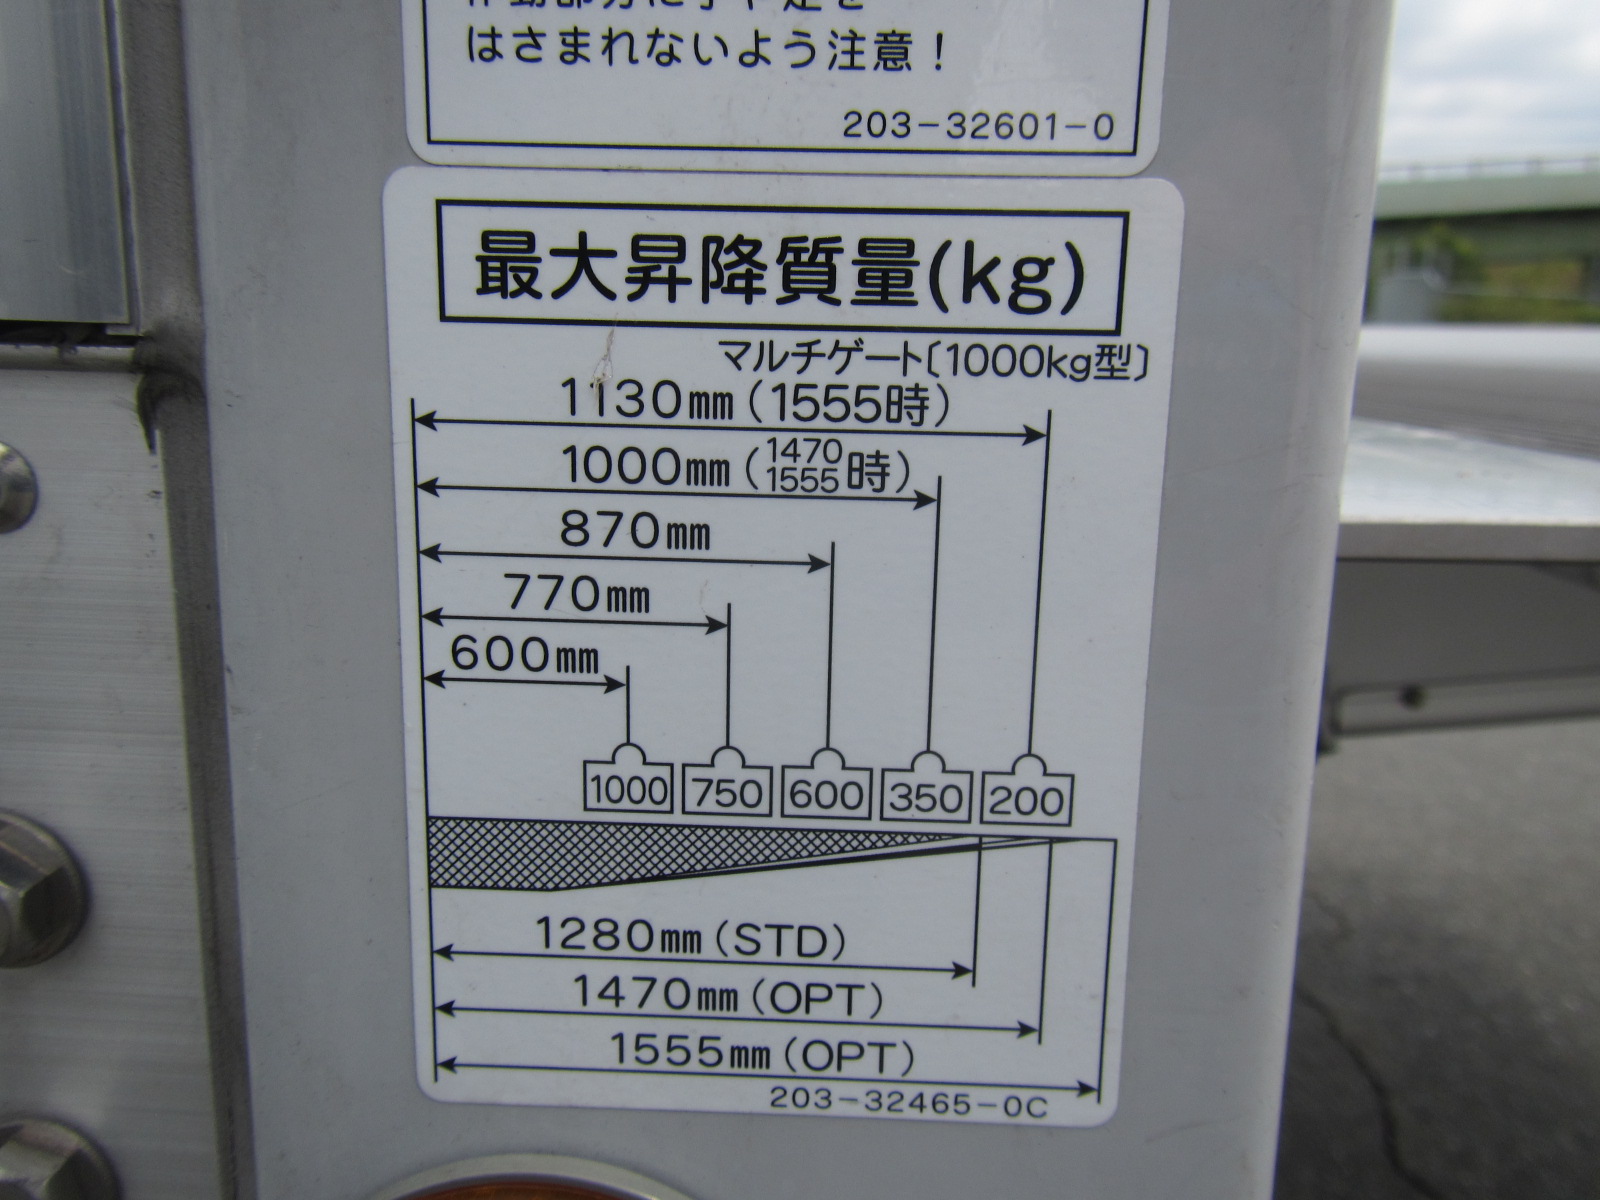 はさまれないよう注意!
203-32601-0
最大昇降質量(kg)
マルチゲート〔1000kg型〕
1130㎜(1555時)
1000㎜(1470
1555時)
870㎜
770㎜
600㎜
1000 750 600 350 200
1280㎜(STD)
1470㎜(OPT)
1555㎜(OPT)
203-32465-0C